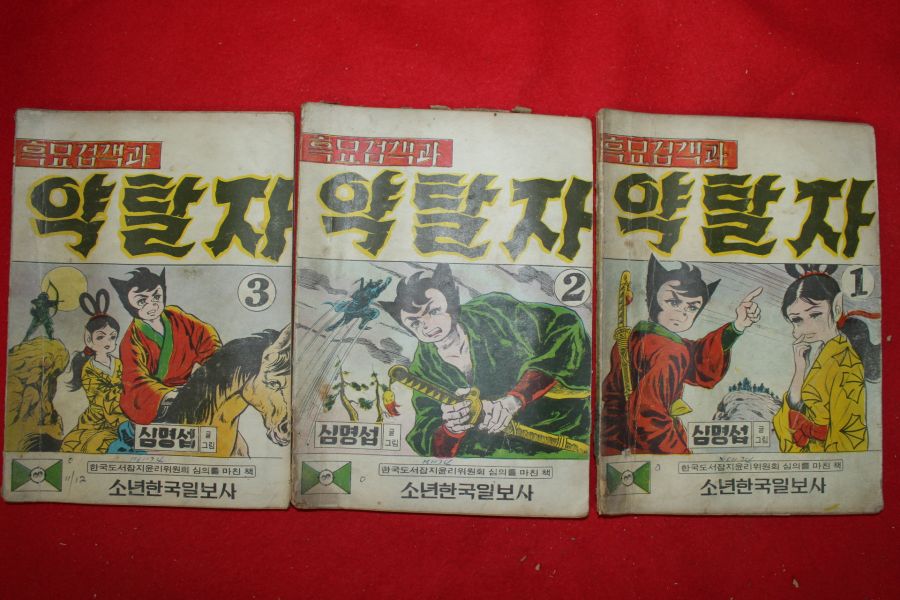 흑묘검객과
약탈자
3
심명섭 글 그림
한국도서잡지윤리위원회 심의를 마친 책
소년한국일보사
11/12
흑묘검객과
약탈자
2
심명섭 글 그림
한국도서잡지윤리위원회 심의를 마친 책
소년한국일보사
흑묘검객과
약탈자
1
심명섭 글 그림
한국도서잡지윤리위원회 심의를 마친 책
소년한국일보사